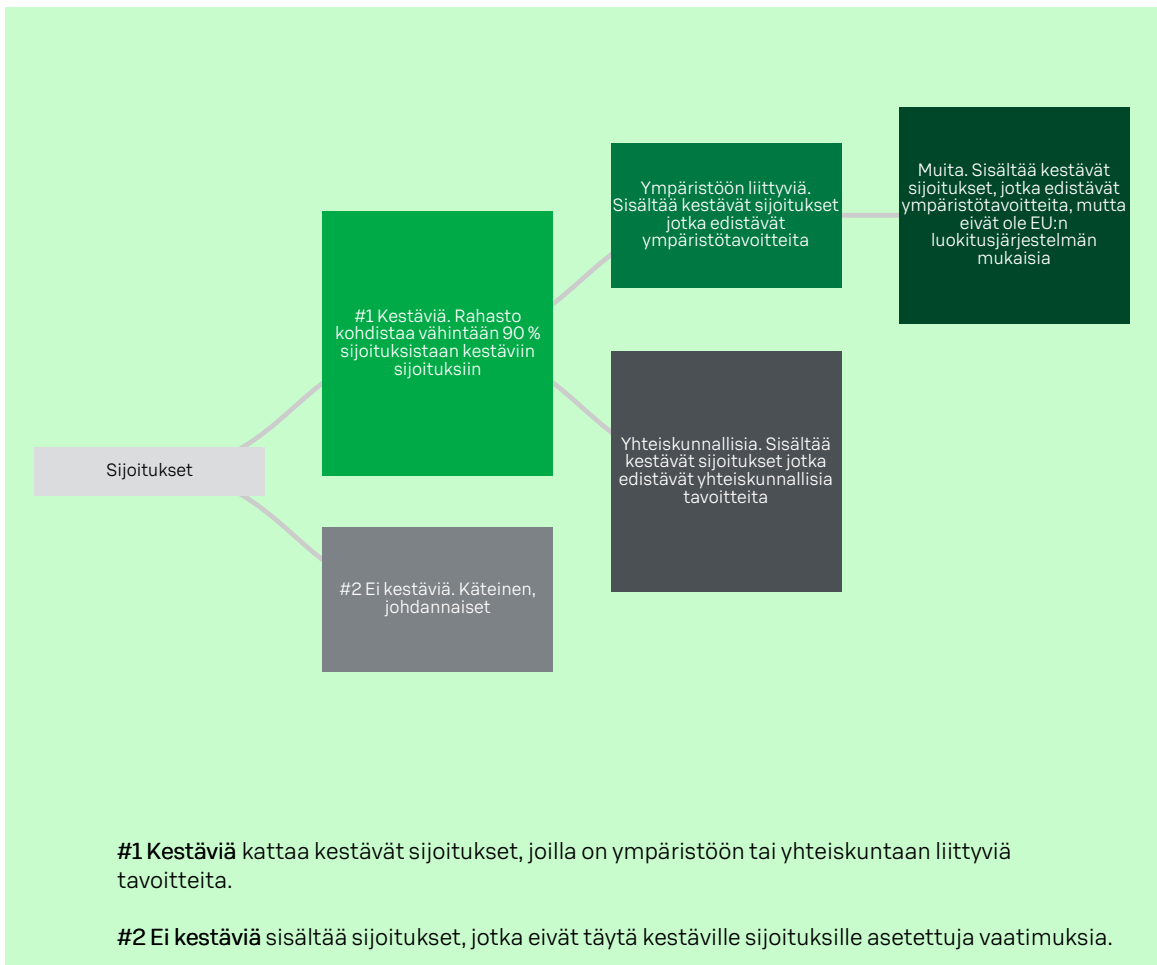 Sijoitukset
#1 Kestäviä. Rahasto
kohdistaa vähintään 90 %
sijoituksistaan kestäviin
sijoituksiin
#2 Ei kestäviä. Käteinen,
johdannaiset
Ympäristöön liittyviä.
Sisältää kestävät sijoitukset
jotka edistävät
ympäristötavoitteita
Yhteiskunnallisia. Sisältää
kestävät sijoitukset jotka
edistävät yhteiskunnallisia
tavoitteita
Muita. Sisältää kestävät
sijoitukset, jotka edistävät
ympäristötavoitteita, mutta
eivät ole EU:n
luokitusjärjestelmän
mukaisia
#1 Kestäviä kattaa kestävät sijoitukset, joilla on ympäristöön tai yhteiskuntaan liittyviä
tavoitteita.
#2 Ei kestäviä sisältää sijoitukset, jotka eivät täytä kestäville sijoituksille asetettuja vaatimuksia.